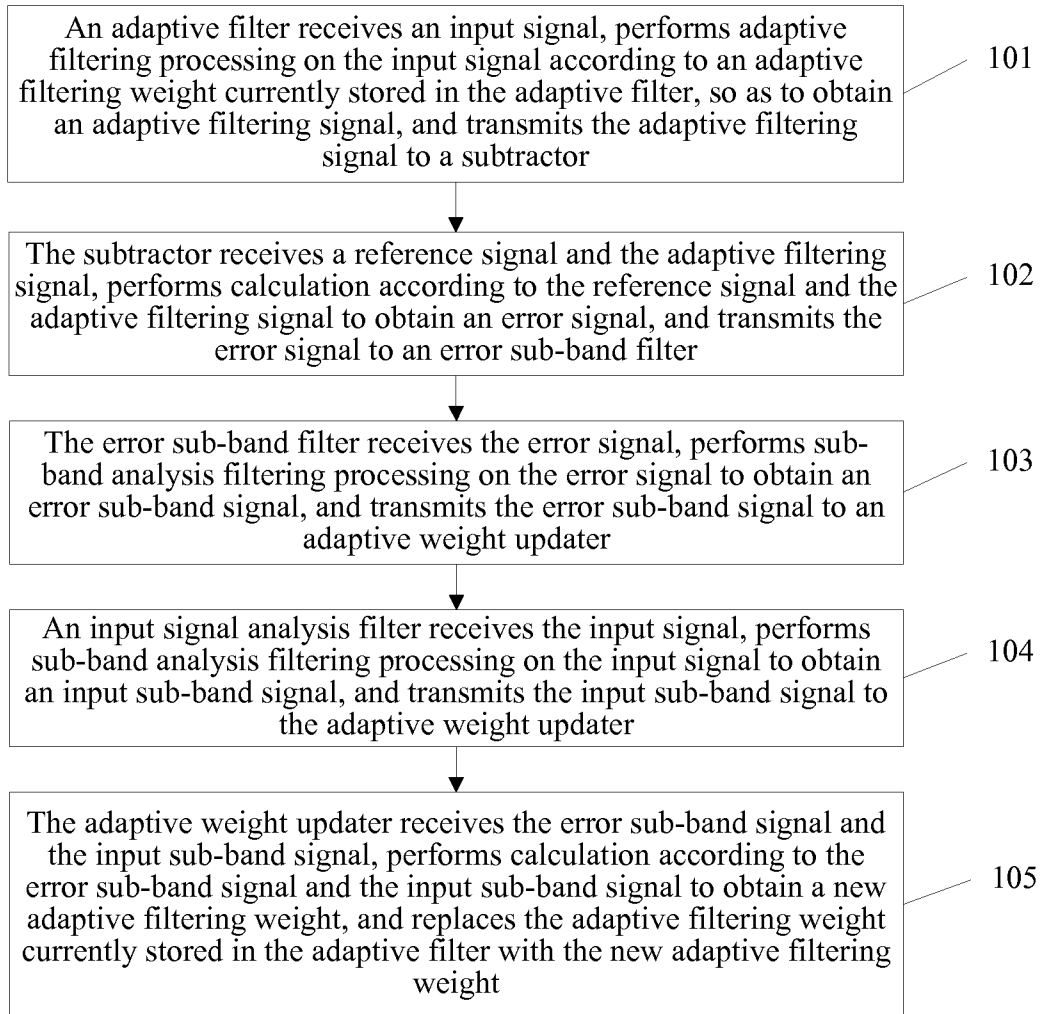 An adaptive filter receives an input signal, performs adaptive
filtering processing on the input signal according to an adaptive
filtering weight currently stored in the adaptive filter, so as to obtain
an adaptive filtering signal, and transmits the adaptive filtering
signal to a subtractor
101
The subtractor receives a reference signal and the adaptive filtering
signal, performs calculation according to the reference signal and the
adaptive filtering signal to obtain an error signal, and transmits the
error signal to an error sub-band filter
102
The error sub-band filter receives the error signal, performs sub-
band analysis filtering processing on the error signal to obtain an
error sub-band signal, and transmits the error sub-band signal to an
adaptive weight updater
103
An input signal analysis filter receives the input signal, performs
sub-band analysis filtering processing on the input signal to obtain
an input sub-band signal, and transmits the input sub-band signal to
the adaptive weight updater
104
The adaptive weight updater receives the error sub-band signal and
the input sub-band signal, performs calculation according to the
error sub-band signal and the input sub-band signal to obtain a new
adaptive filtering weight, and replaces the adaptive filtering weight
currently stored in the adaptive filter with the new adaptive filtering
weight
105